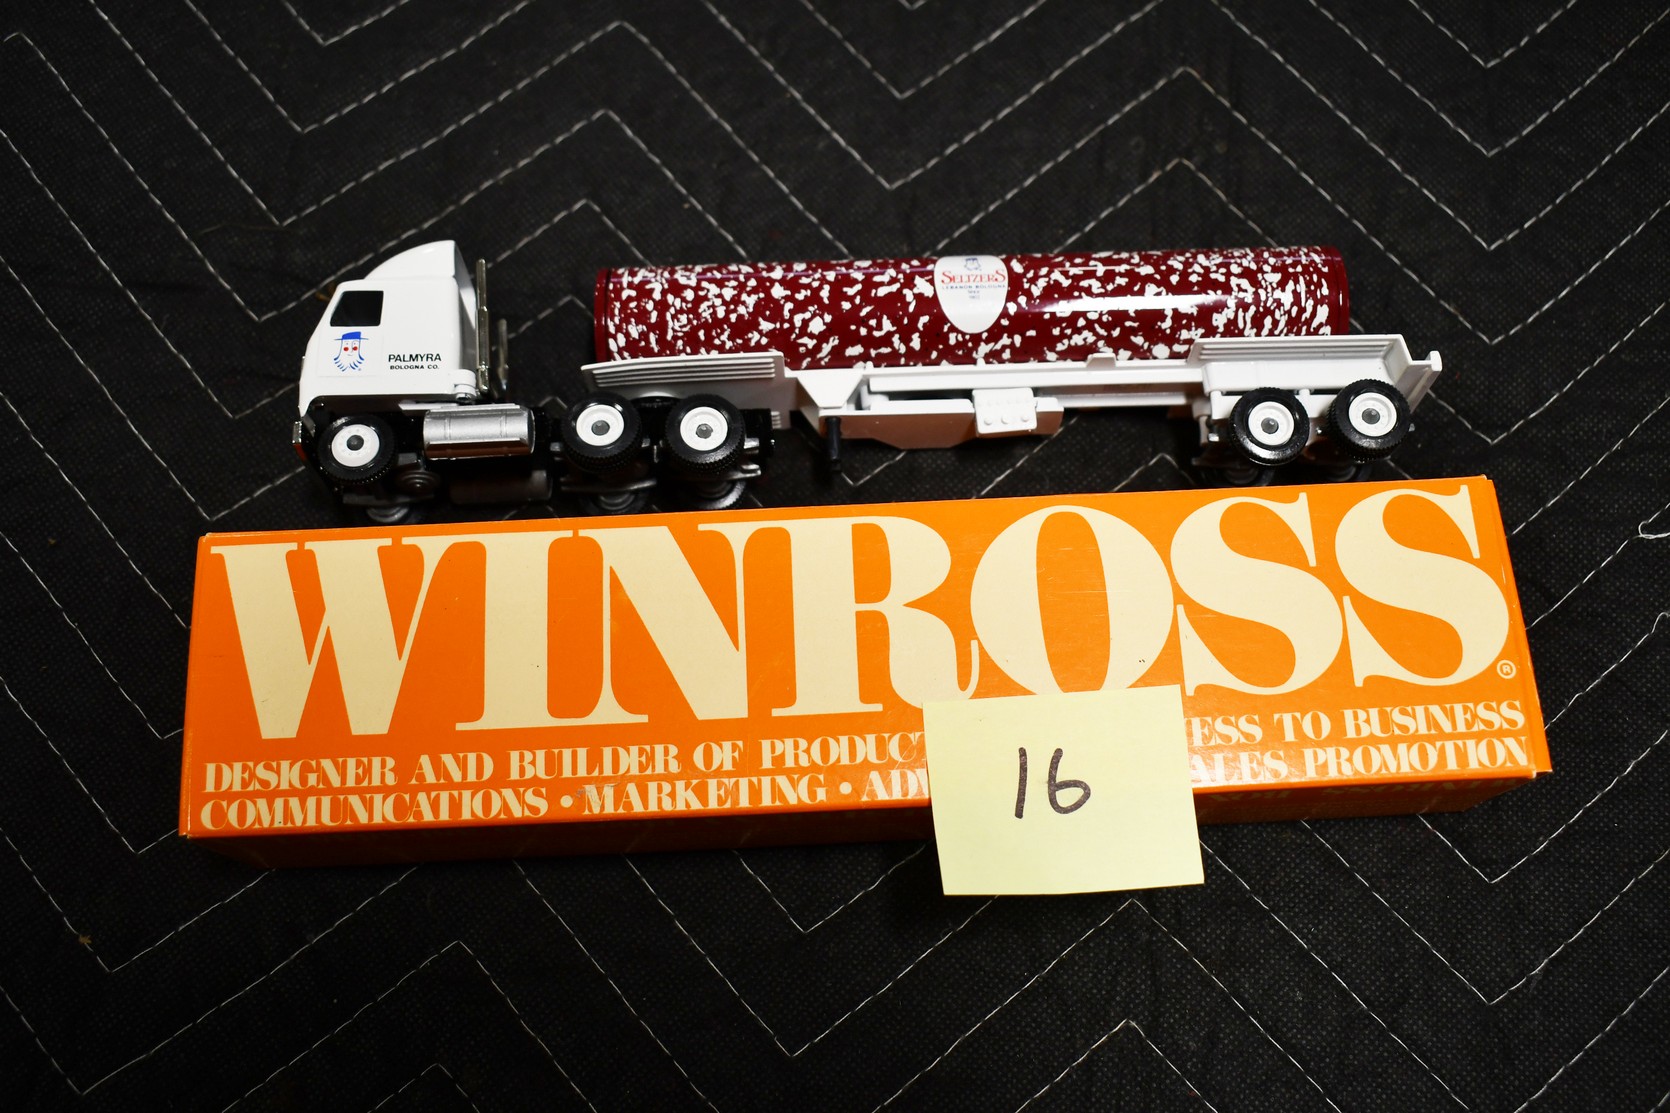 SELTZER'S
LEBANON BOLOGNA
PALMYRA
BOLOGNA CO.
WINROSS®
DESIGNER AND BUILDER OF PRODUC ESS TO BUSINESS
COMMUNICATIONS • MARKETING • ADV ALES PROMOTION
16